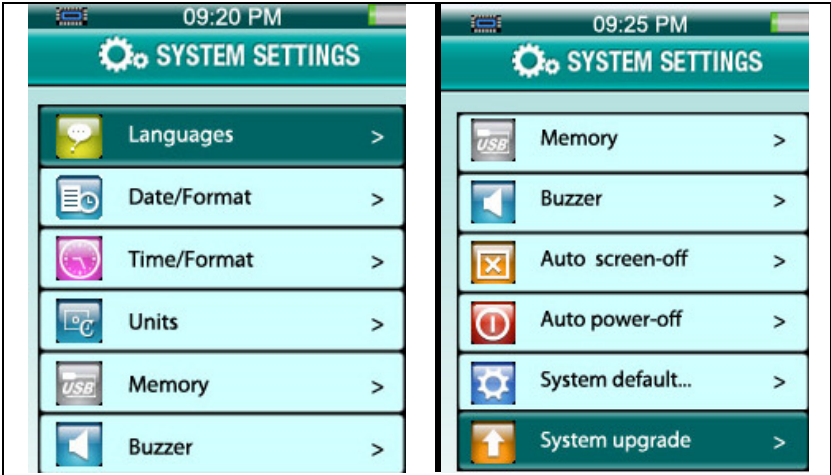 09:20 PM
SYSTEM SETTINGS
Languages >
Date/Format >
Time/Format >
Units >
USB Memory >
Buzzer >
09:25 PM
SYSTEM SETTINGS
USB Memory >
Buzzer >
Auto screen-off >
Auto power-off >
System default... >
System upgrade >